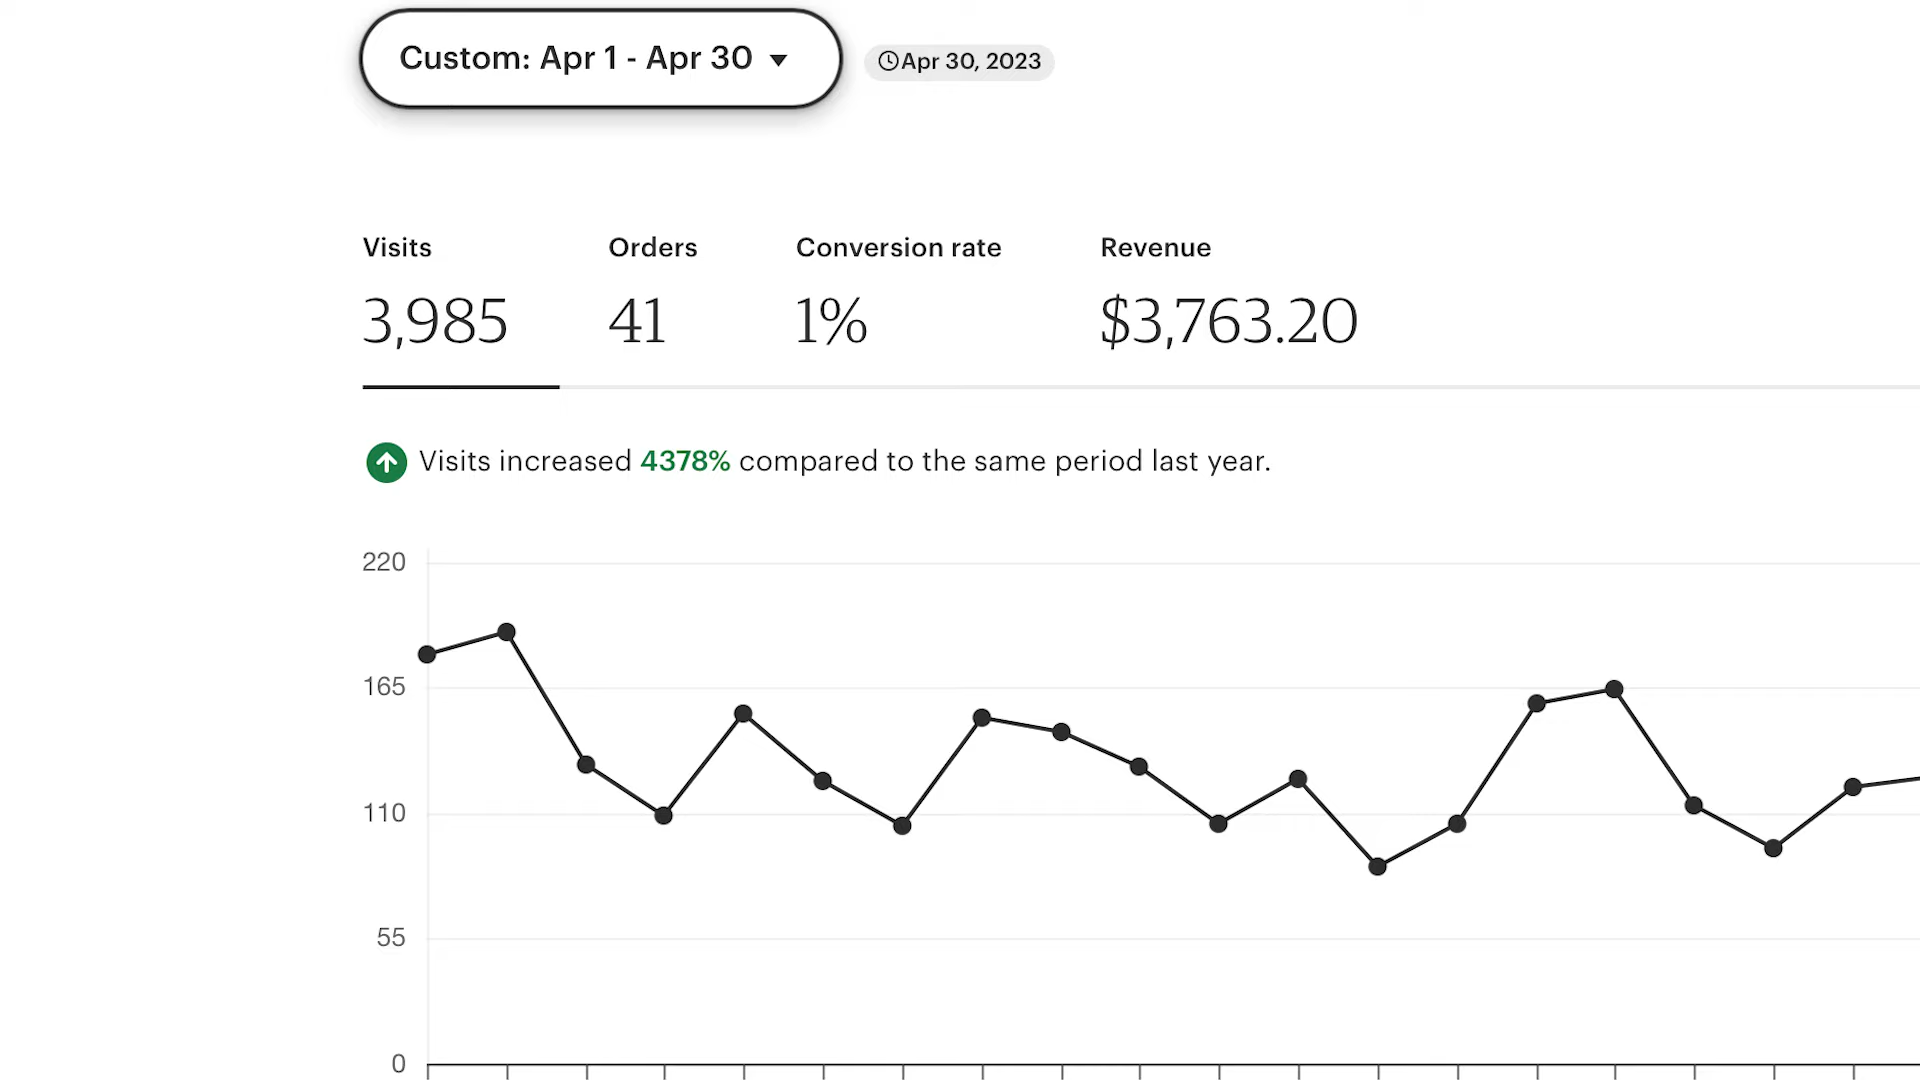 Custom: Apr 1 - Apr 30
Apr 30, 2023
Visits Orders Conversion rate Revenue
3,985 41 1% $3,763.20
Visits increased 4378% compared to the same period last year.
220
165
110
55
0